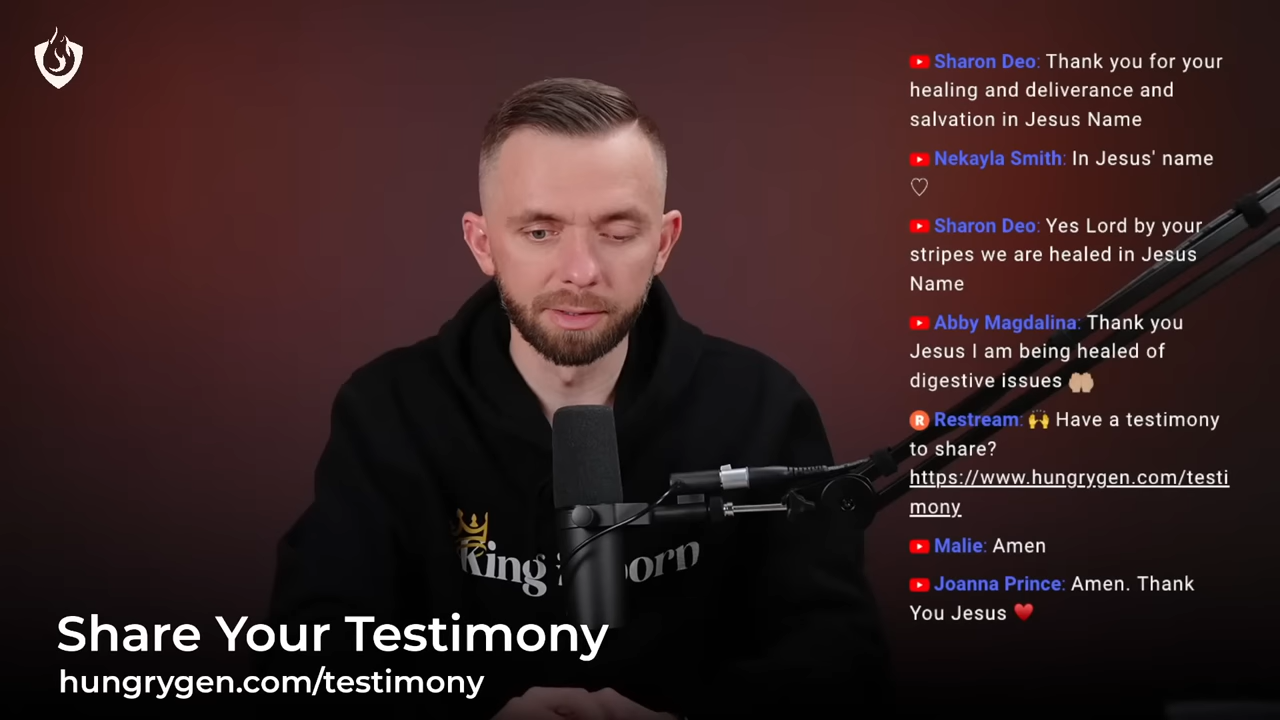 Sharon Deo: Thank you for your
healing and deliverance and
salvation in Jesus Name
Nekayla Smith: In Jesus' name
♡
Sharon Deo: Yes Lord by your
stripes we are healed in Jesus
Name
Abby Magdalina: Thank you
Jesus I am being healed of
digestive issues 🤲🏼
R Restream: 🙌 Have a testimony
to share?
https://www.hungrygen.com/testi
mony
Malie: Amen
Joanna Prince: Amen. Thank
You Jesus ❤️
King born
Share Your Testimony
hungrygen.com/testimony